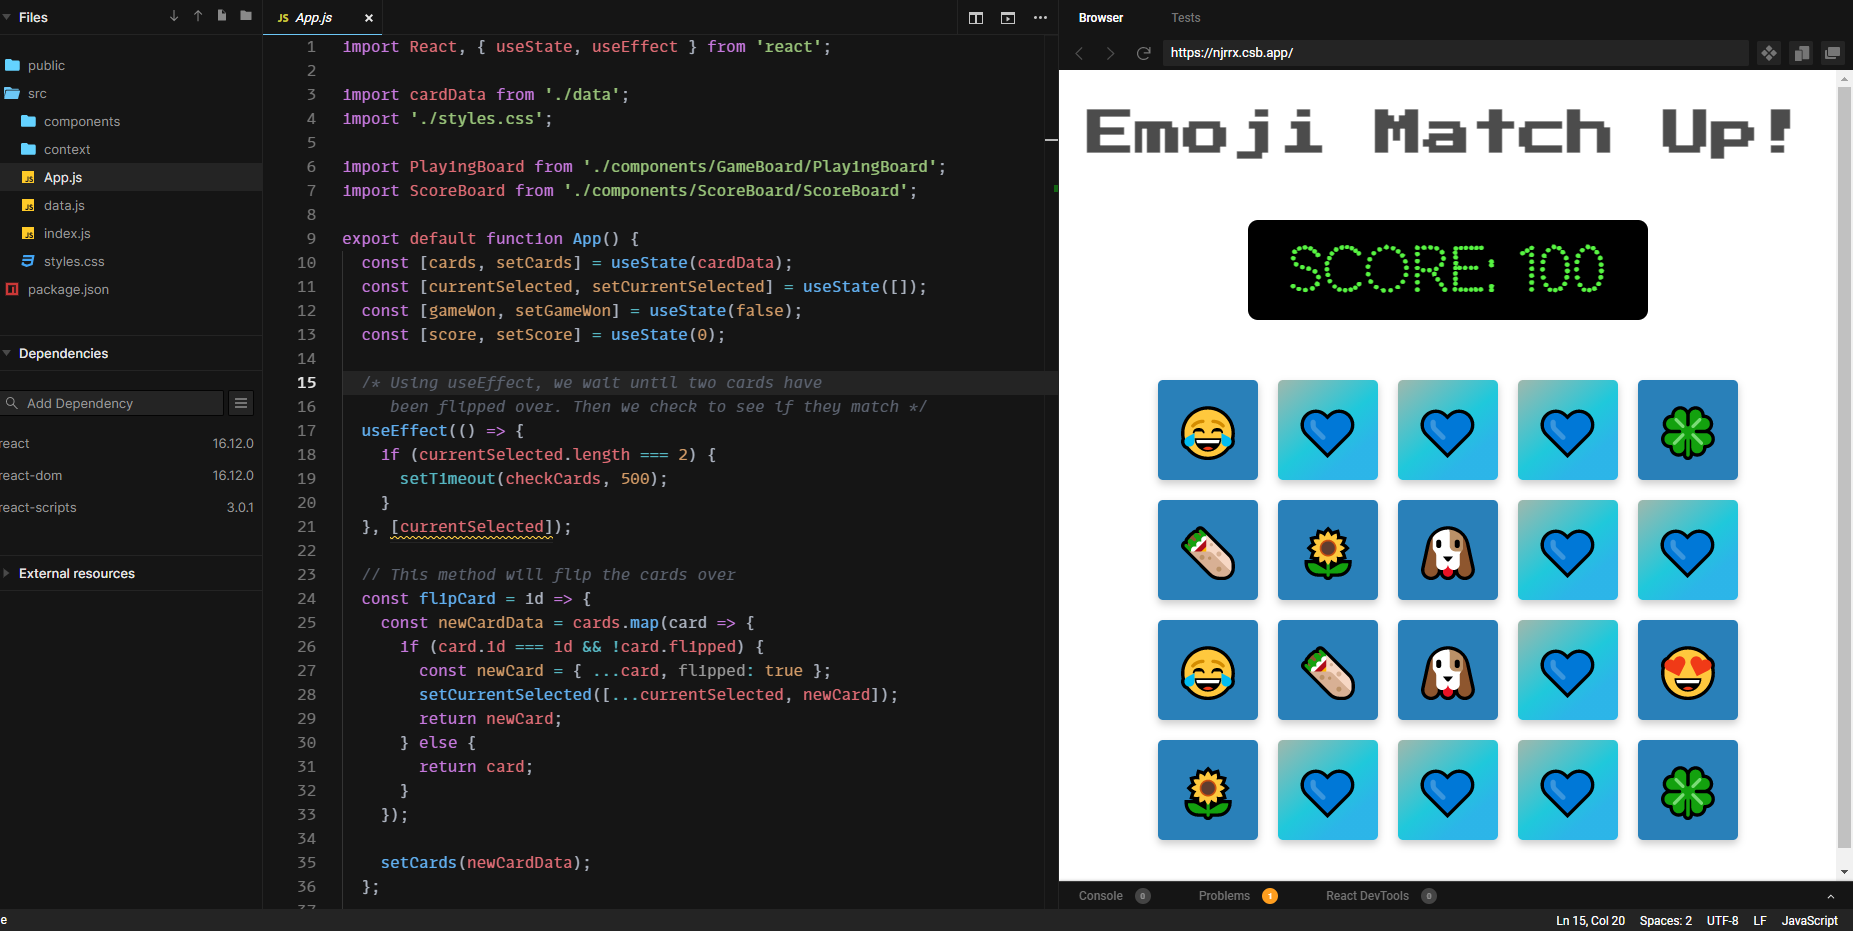 Files
public
src
components
context
App.js
data.js
index.js
styles.css
package.json
Dependencies
Add Dependency
react 16.12.0
react-dom 16.12.0
react-scripts 3.0.1
External resources
JS App.js ×
1 import React, { useState, useEffect } from 'react';
2
3 import cardData from './data';
4 import './styles.css';
5
6 import PlayingBoard from './components/GameBoard/PlayingBoard';
7 import ScoreBoard from './components/ScoreBoard/ScoreBoard';
8
9 export default function App() {
10 const [cards, setCards] = useState(cardData);
11 const [currentSelected, setCurrentSelected] = useState([]);
12 const [gameWon, setGameWon] = useState(false);
13 const [score, setScore] = useState(0);
14
15 /* Using useEffect, we wait until two cards have
16 been flipped over. Then we check to see if they match */
17 useEffect(() => {
18 if (currentSelected.length === 2) {
19 setTimeout(checkCards, 500);
20 }
21 }, [currentSelected]);
22
23 // This method will flip the cards over
24 const flipCard = id => {
25 const newCardData = cards.map(card => {
26 if (card.id === id && !card.flipped) {
27 const newCard = { ...card, flipped: true };
28 setCurrentSelected([...currentSelected, newCard]);
29 return newCard;
30 } else {
31 return card;
32 }
33 });
34
35 setCards(newCardData);
36 };
Browser Tests
https://njrrx.csb.app/
Emoji Match Up!
SCORE: 100
Console 0 Problems 1 React DevTools 0
e Ln 15, Col 20 Spaces: 2 UTF-8 LF JavaScript